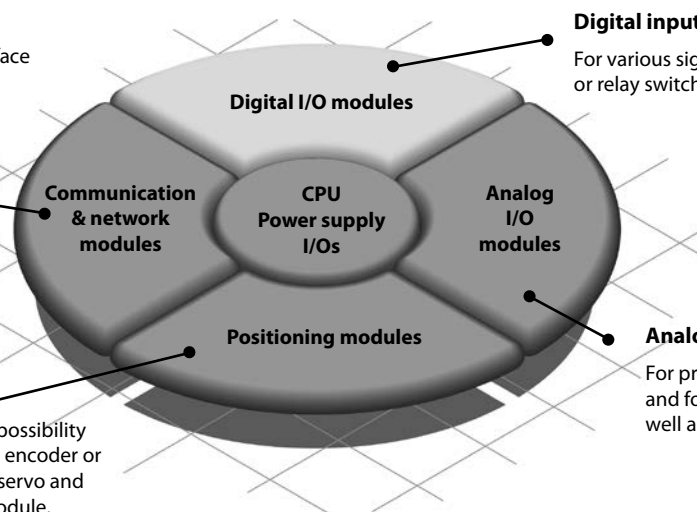 Digital input
For various sig
or relay switch
ace
Digital I/O modules
Communication
& network
modules
CPU
Power supply
I/Os
Analog
I/O
modules
Positioning modules
Analo
For pr
and fo
well a
possibility
encoder or
servo and
odule.